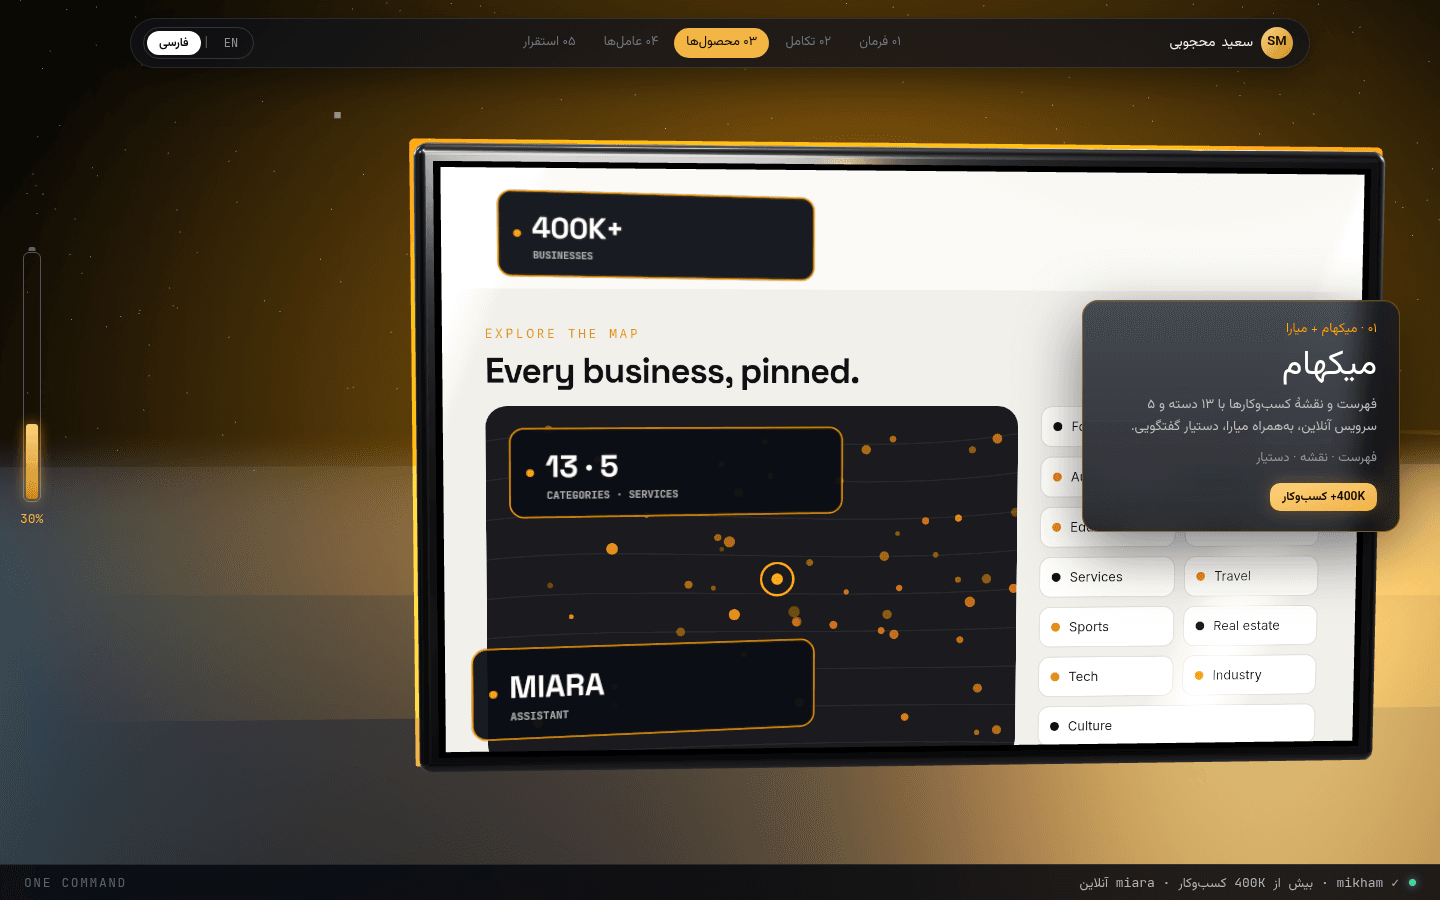 SM سعید محجوبی
۰۱ فرمان
۰۲ تکامل
۰۳ محصول‌ها
۰۴ عامل‌ها
۰۵ استقرار
EN | فارسی
400K+
BUSINESSES
EXPLORE THE MAP
Every business, pinned.
13 · 5
CATEGORIES · SERVICES
MIARA
ASSISTANT
Services
Travel
Sports
Real estate
Tech
Industry
Culture
۰۱ · میکهام + میارا
میکهام
فهرست و نقشهٔ کسب‌وکارها با ۱۳ دسته و ۵
سرویس آنلاین، به‌همراه میارا، دستیار گفتگویی.
فهرست · نقشه · دستیار
400K+ کسب‌وکار
30%
ONE COMMAND
✓ mikham · بیش از 400K کسب‌وکار · miara آنلاین